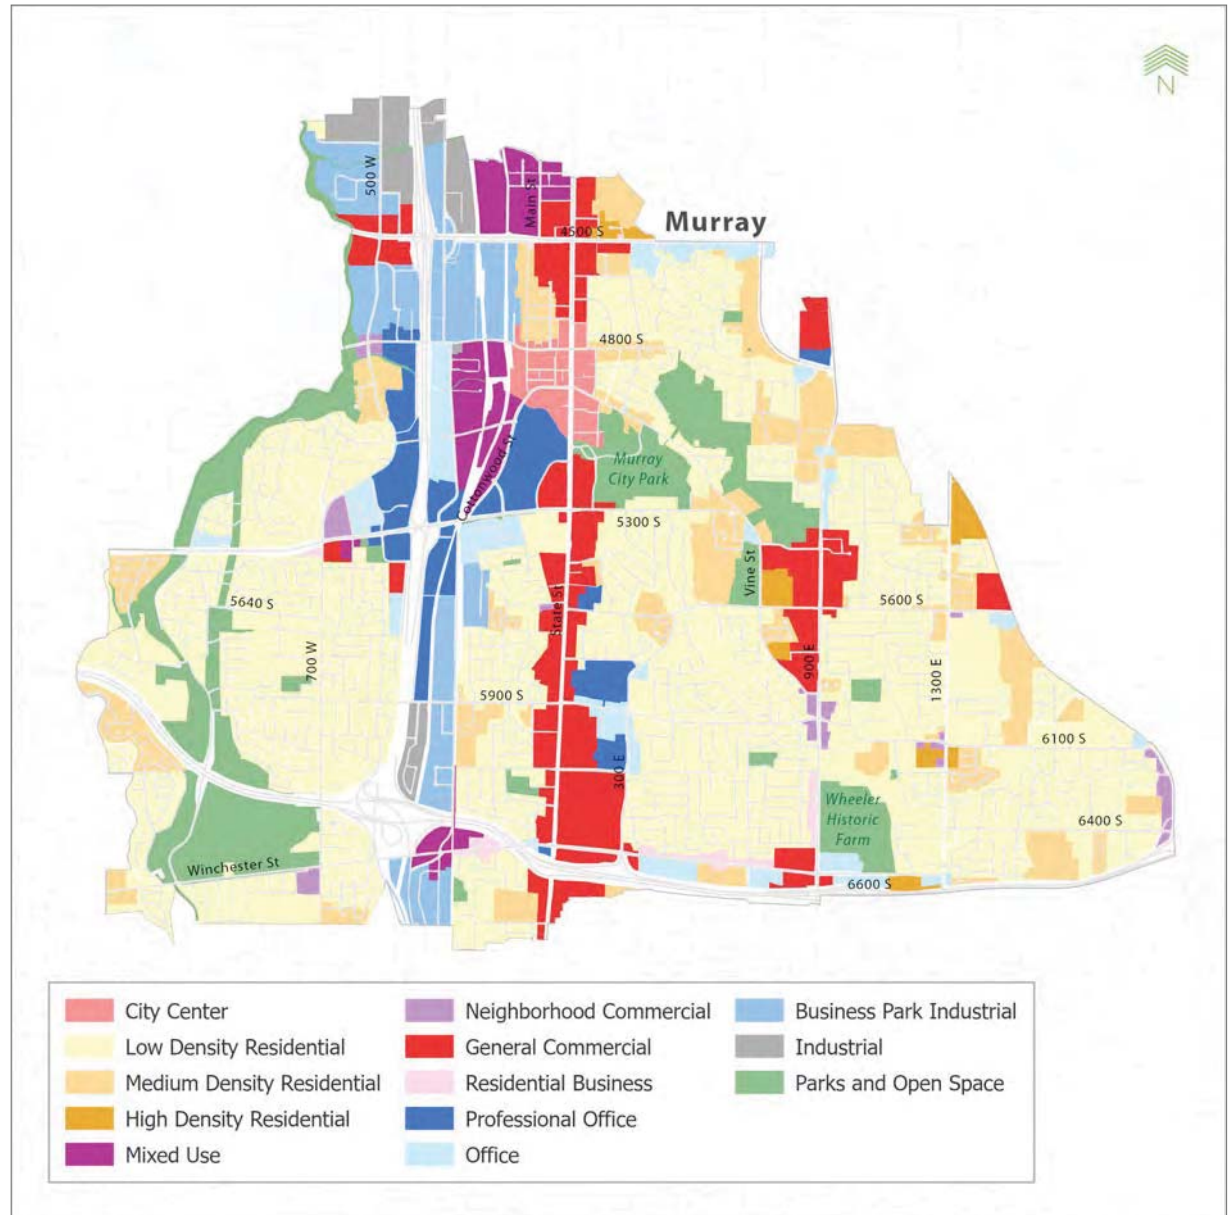 N
500 W
Main St
Murray
4500 S
4800 S
Cottonwood St
Murray
City Park
5300 S
Vine St
5640 S
State St
5600 S
700 W
900 E
1300 E
5900 S
6100 S
300 E
Wheeler
Historic
Farm
6400 S
Winchester St
6600 S
City Center
Low Density Residential
Medium Density Residential
High Density Residential
Mixed Use
Neighborhood Commercial
General Commercial
Residential Business
Professional Office
Office
Business Park Industrial
Industrial
Parks and Open Space